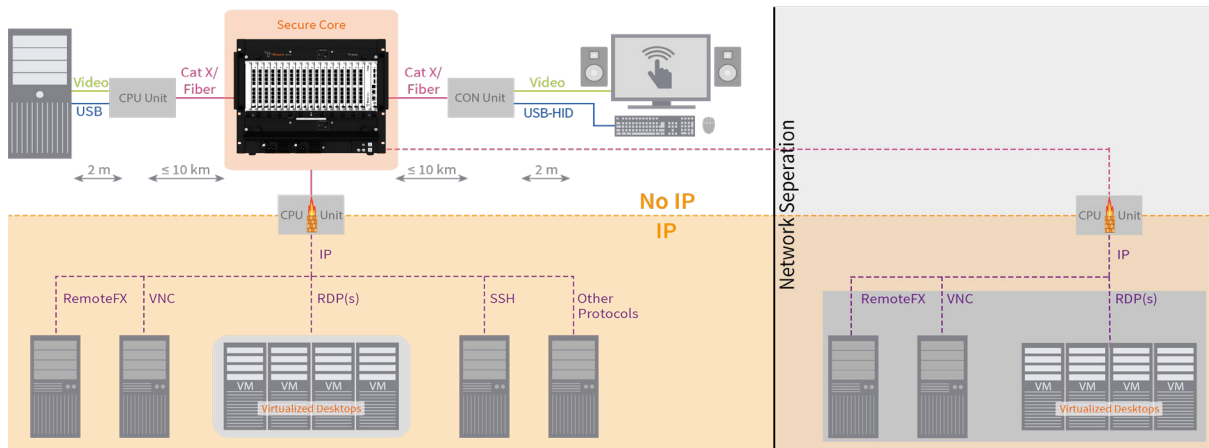 Secure Core
Video
USB
CPU Unit
Cat X/
Fiber
Cat X/
Fiber
CON Unit
Video
USB-HID
2 m
≤ 10 km
≤ 10 km
2 m
No IP
IP
Network Seperation
CPU Unit
IP
RemoteFX
VNC
RDP(s)
SSH
Other
Protocols
VM VM VM VM
Virtualized Desktops
CPU Unit
IP
RemoteFX
VNC
RDP(s)
VM VM VM VM
Virtualized Desktops